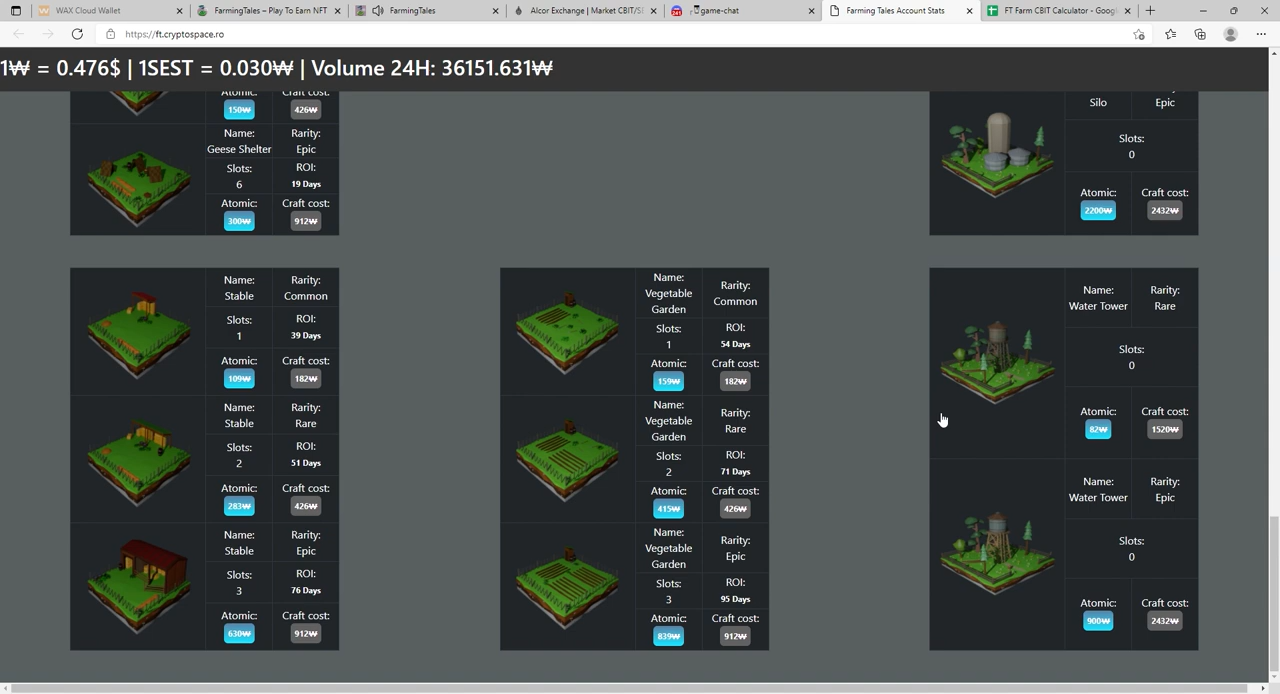 WAX Cloud Wallet
FarmingTales – Play To Earn NFT
FarmingTales
Alcor Exchange | Market CBIT/S
241
game-chat
Farming Tales Account Stats
FT Farm CBIT Calculator - Goog
https://ft.cryptospace.ro
1₩ = 0.476$ | 1SEST = 0.030₩ | Volume 24H: 36151.631₩
Atomic: Craft cost:
150₩ 426₩
Name: Rarity:
Geese Shelter Epic
Slots: ROI:
6 19 Days
Atomic: Craft cost:
300₩ 912₩
Silo Epic
Slots:
0
Atomic: Craft cost:
2200₩ 2432₩
Name: Rarity:
Stable Common
Slots: ROI:
1 39 Days
Atomic: Craft cost:
109₩ 182₩
Name: Rarity:
Stable Rare
Slots: ROI:
2 51 Days
Atomic: Craft cost:
283₩ 426₩
Name: Rarity:
Stable Epic
Slots: ROI:
3 76 Days
Atomic: Craft cost:
630₩ 912₩
Name: Rarity:
Vegetable Common
Garden
Slots: ROI:
1 54 Days
Atomic: Craft cost:
159₩ 182₩
Name: Rarity:
Vegetable Rare
Garden
Slots: ROI:
2 71 Days
Atomic: Craft cost:
415₩ 426₩
Name: Rarity:
Vegetable Epic
Garden
Slots: ROI:
3 95 Days
Atomic: Craft cost:
839₩ 912₩
Name: Rarity:
Water Tower Rare
Slots:
0
Atomic: Craft cost:
82₩ 1520₩
Name: Rarity:
Water Tower Epic
Slots:
0
Atomic: Craft cost:
900₩ 2432₩